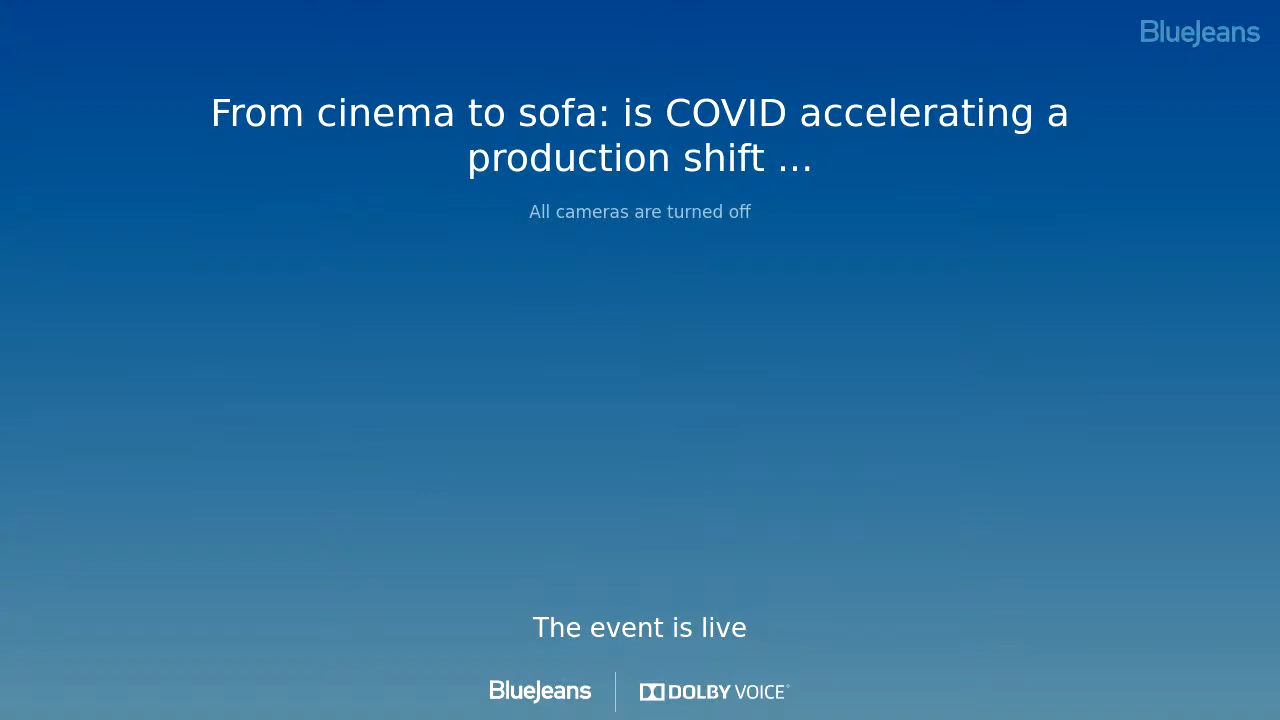 BlueJeans
From cinema to sofa: is COVID accelerating a
production shift ...
All cameras are turned off
The event is live
BlueJeans
DOLBY VOICE®